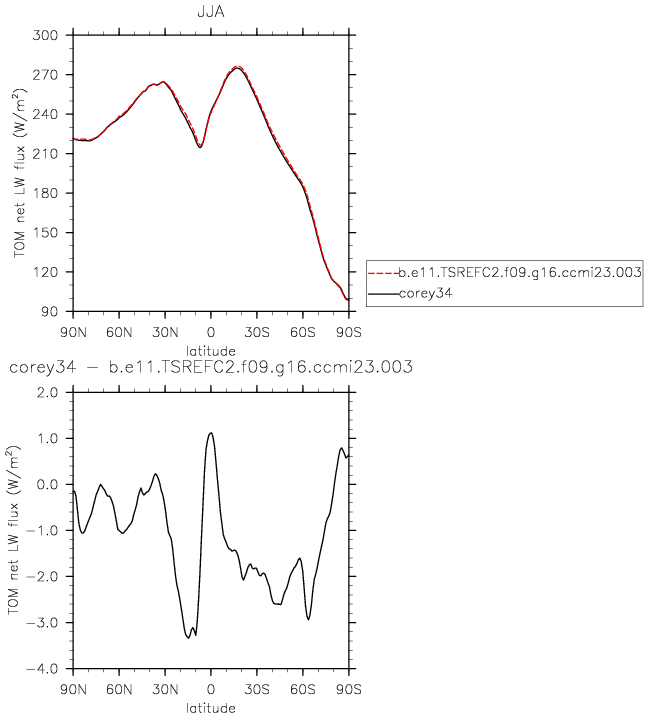 JJA
300
270
240
210
180
150
120
90
TOM net LW flux (W/m²)
90N 60N 30N 0 30S 60S 90S
latitude
b.e11.TSREFC2.f09.g16.ccmi23.003
corey34
corey34 − b.e11.TSREFC2.f09.g16.ccmi23.003
2.0
1.0
0.0
−1.0
−2.0
−3.0
−4.0
TOM net LW flux (W/m²)
90N 60N 30N 0 30S 60S 90S
latitude